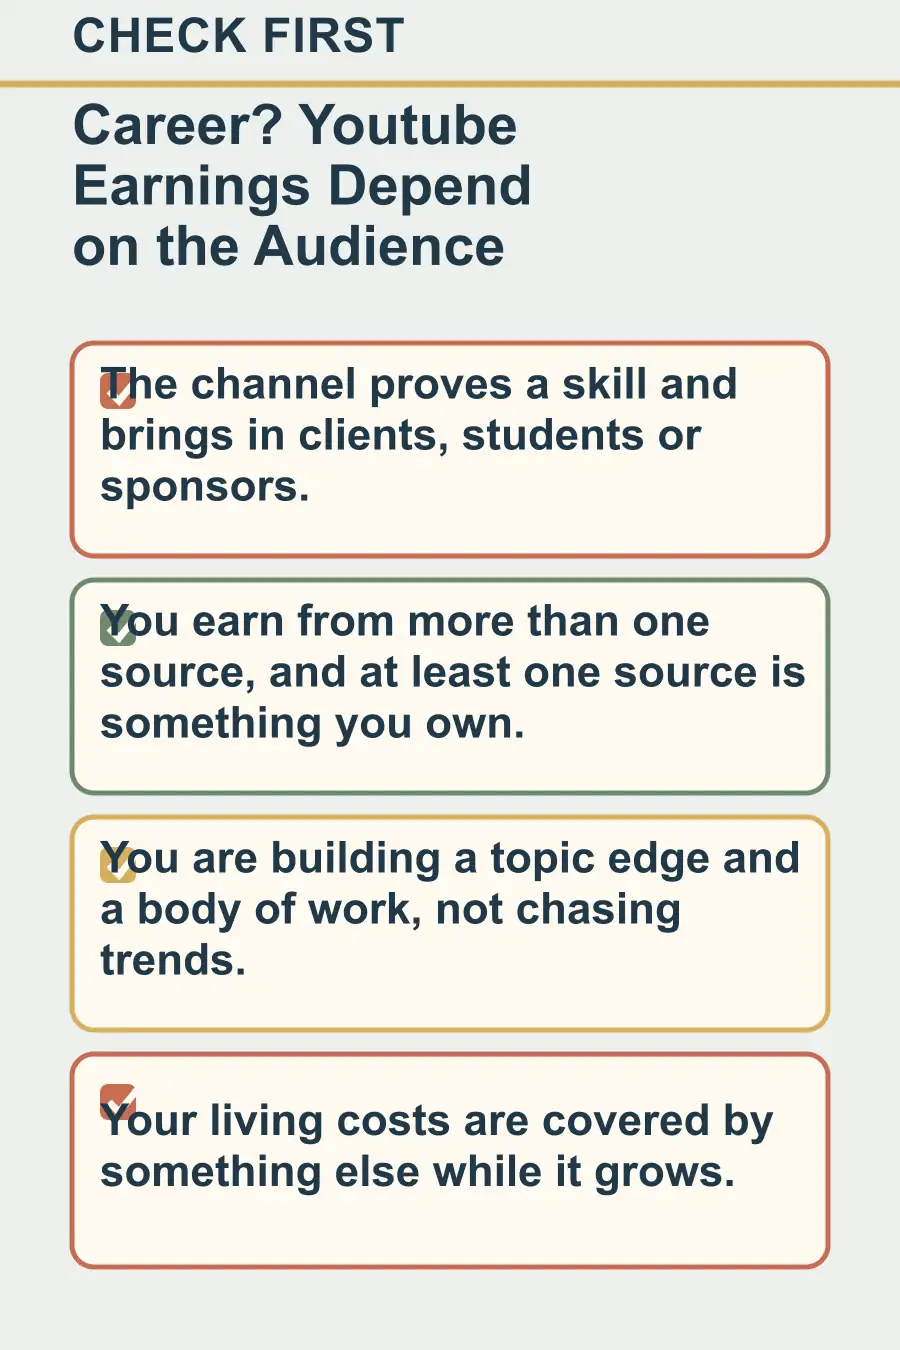 CHECK FIRST
Career? Youtube
Earnings Depend
on the Audience
The channel proves a skill and
brings in clients, students or
sponsors.
You earn from more than one
source, and at least one source is
something you own.
You are building a topic edge and
a body of work, not chasing
trends.
Your living costs are covered by
something else while it grows.